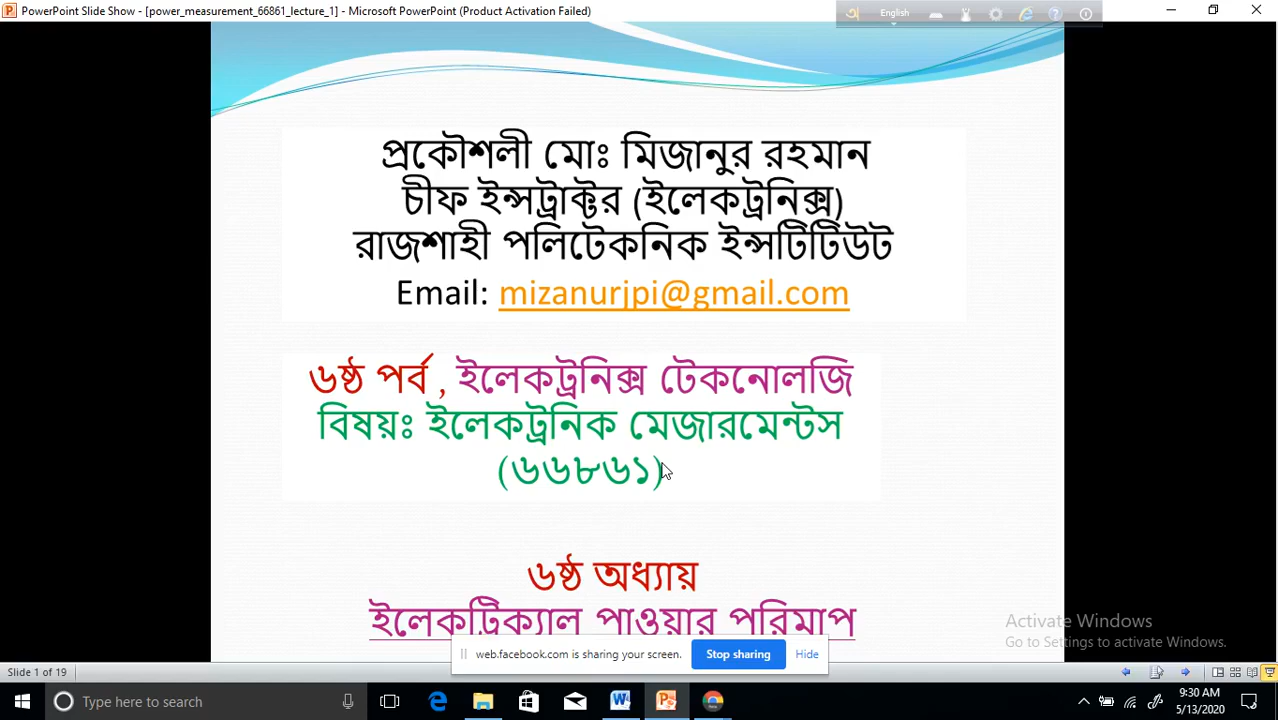 PowerPoint Slide Show - [power_measurement_66861_lecture_1] - Microsoft PowerPoint (Product Activation Failed)
English
প্রকৌশলী মোঃ মিজানুর রহমান
চীফ ইন্সট্রাক্টর (ইলেকট্রনিক্স)
রাজশাহী পলিটেকনিক ইন্সটিটিউট
Email: mizanurjpi@gmail.com
৬ষ্ঠ পর্ব , ইলেকট্রনিক্স টেকনোলজি
বিষয়ঃ ইলেকট্রনিক মেজারমেন্টস
(৬৬৮৬১)
৬ষ্ঠ অধ্যায়
ইলেকট্রিক্যাল পাওয়ার পরিমাপ
Activate Windows
Go to Settings to activate Windows.
web.facebook.com is sharing your screen.
Stop sharing
Hide
Slide 1 of 19
Type here to search
9:30 AM
5/13/2020